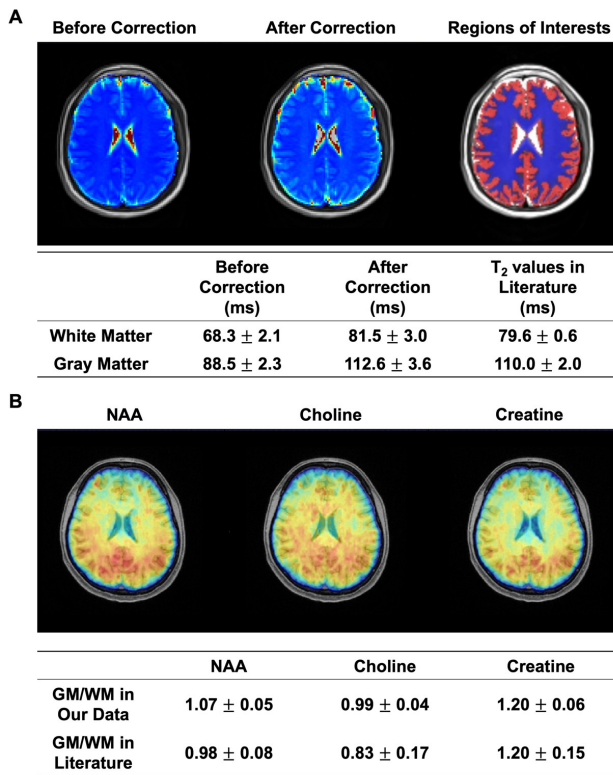 A
Before Correction After Correction Regions of Interests
Before Correction (ms) After Correction (ms) T₂ values in Literature (ms)
White Matter 68.3 ± 2.1 81.5 ± 3.0 79.6 ± 0.6
Gray Matter 88.5 ± 2.3 112.6 ± 3.6 110.0 ± 2.0
B
NAA Choline Creatine
NAA Choline Creatine
GM/WM in Our Data 1.07 ± 0.05 0.99 ± 0.04 1.20 ± 0.06
GM/WM in Literature 0.98 ± 0.08 0.83 ± 0.17 1.20 ± 0.15